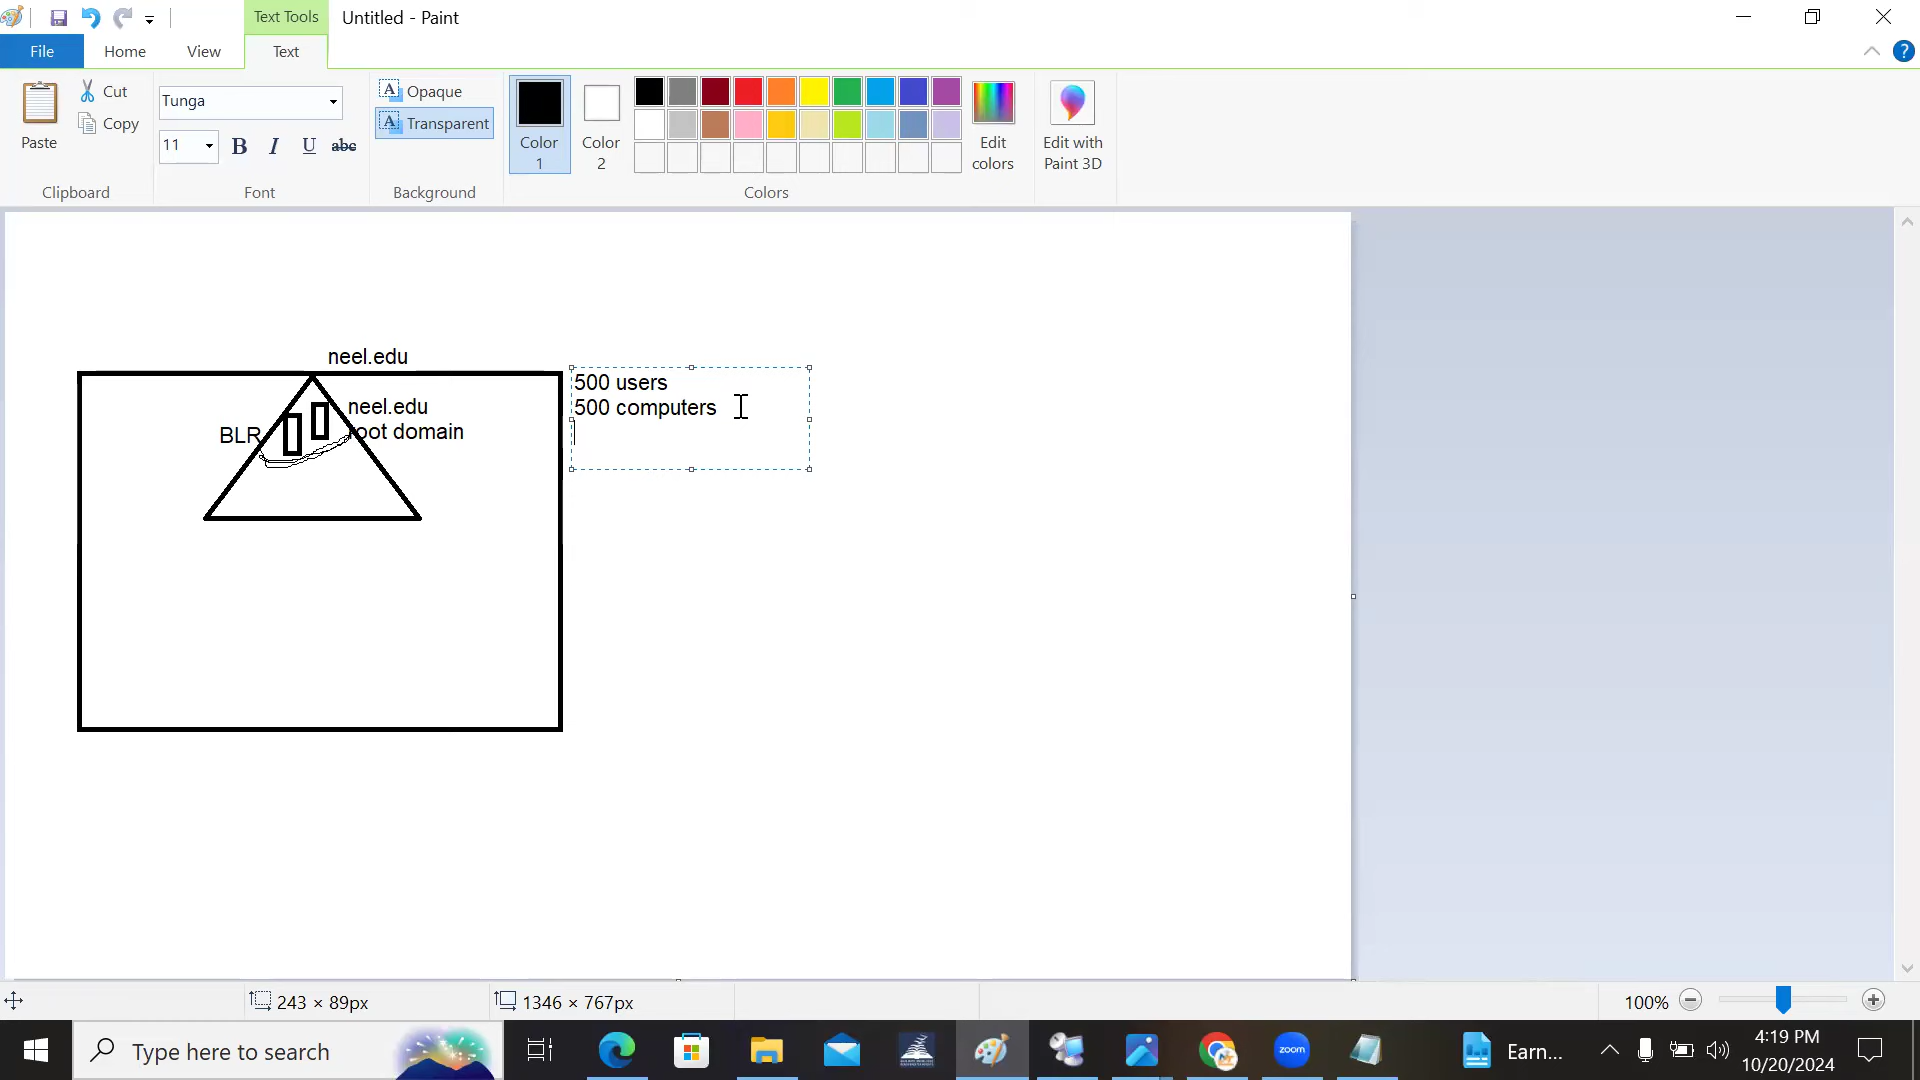 Text Tools
Untitled - Paint
File
Home
View
Text
Paste
Cut
Copy
Clipboard
Tunga
11
B
I
U
abc
Font
A Opaque
A Transparent
Background
Color
1
Color
2
Colors
Edit
colors
Edit with
Paint 3D
neel.edu
neel.edu
root domain
BLR
500 users
500 computers
243 × 89px
1346 × 767px
100%
Type here to search
zoom
Earn...
4:19 PM
10/20/2024